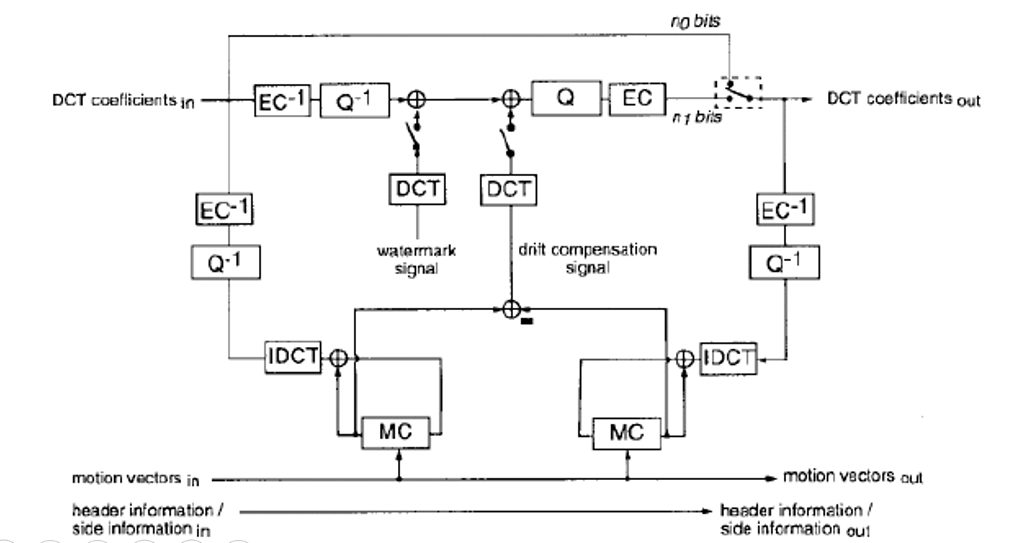 n0 bits
DCT coefficients in
EC-1
Q-1
Q
EC
n1 bits
DCT coefficients out
DCT
DCT
EC-1
EC-1
Q-1
watermark
signal
drift compensation
signal
Q-1
IDCT
IDCT
MC
MC
motion vectors in
motion vectors out
header information /
side information in
header information /
side information out